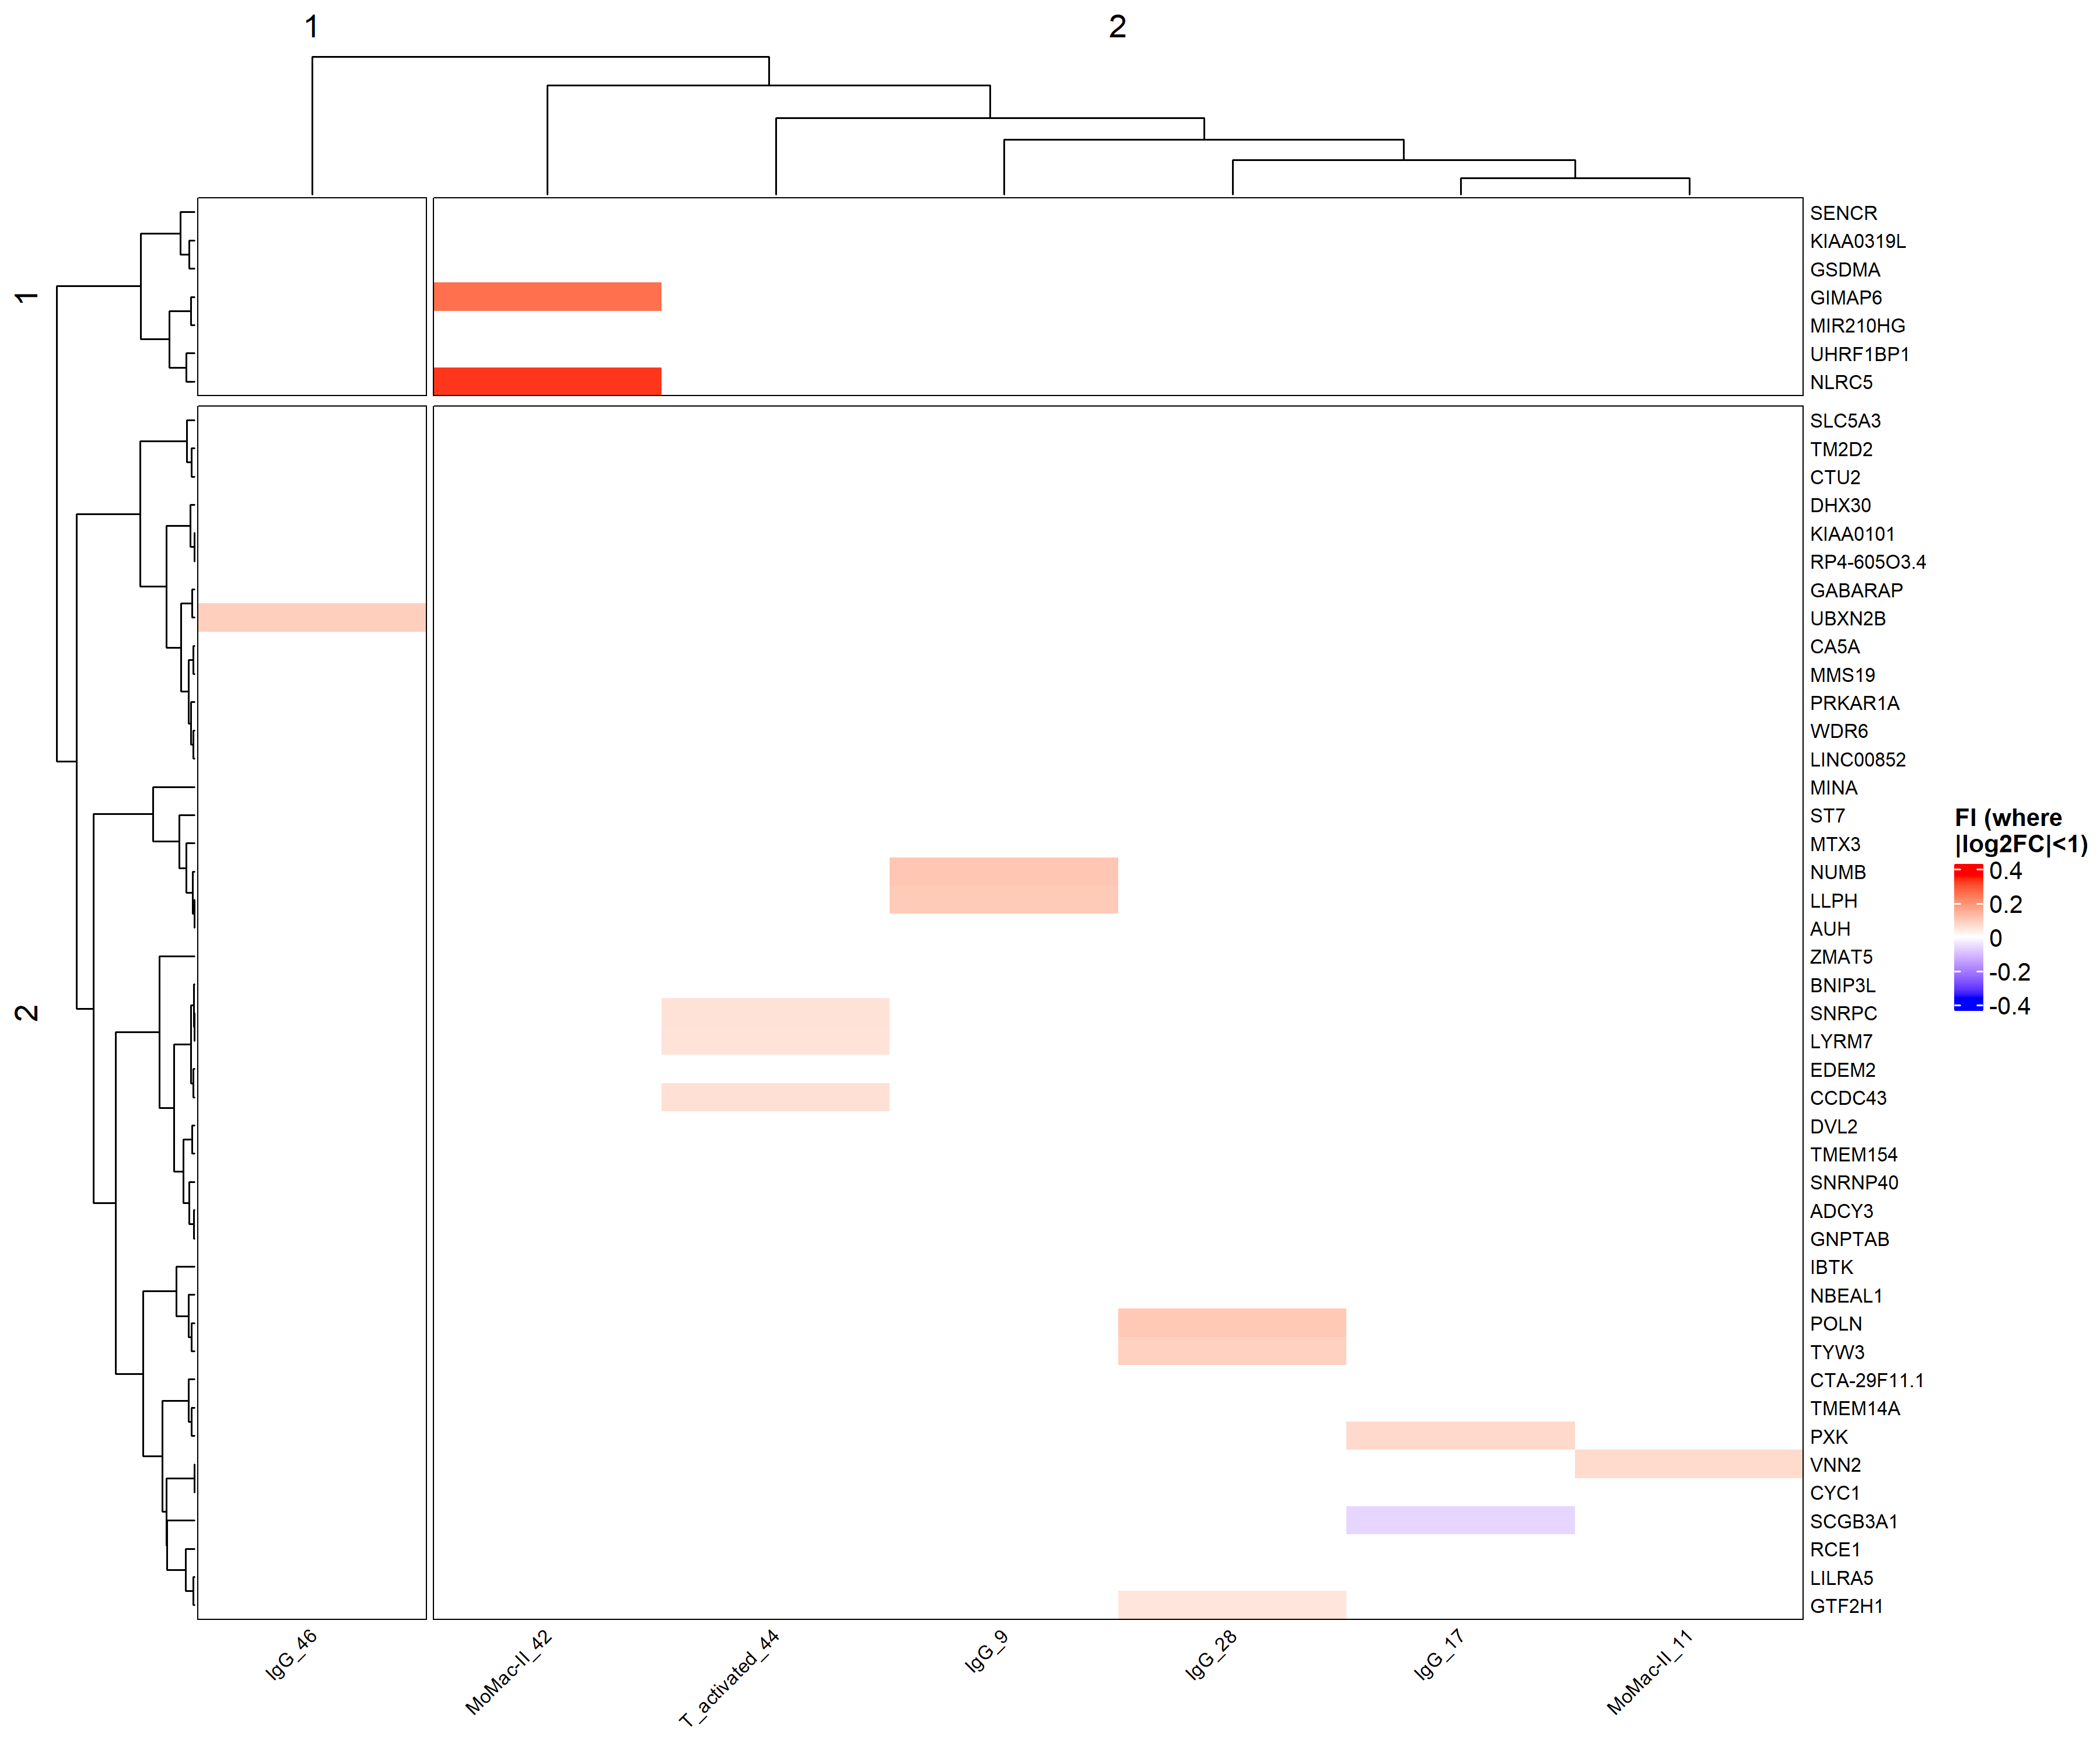 1
2
1
2
SENCR
KIAA0319L
GSDMA
GIMAP6
MIR210HG
UHRF1BP1
NLRC5
SLC5A3
TM2D2
CTU2
DHX30
KIAA0101
RP4-605O3.4
GABARAP
UBXN2B
CA5A
MMS19
PRKAR1A
WDR6
LINC00852
MINA
ST7
MTX3
NUMB
LLPH
AUH
ZMAT5
BNIP3L
SNRPC
LYRM7
EDEM2
CCDC43
DVL2
TMEM154
SNRNP40
ADCY3
GNPTAB
IBTK
NBEAL1
POLN
TYW3
CTA-29F11.1
TMEM14A
PXK
VNN2
CYC1
SCGB3A1
RCE1
LILRA5
GTF2H1
IgG_46
MoMac-II_42
T_activated_44
IgG_9
IgG_28
IgG_17
MoMac-II_11
FI (where
|log2FC|<1)
0.4
0.2
0
-0.2
-0.4